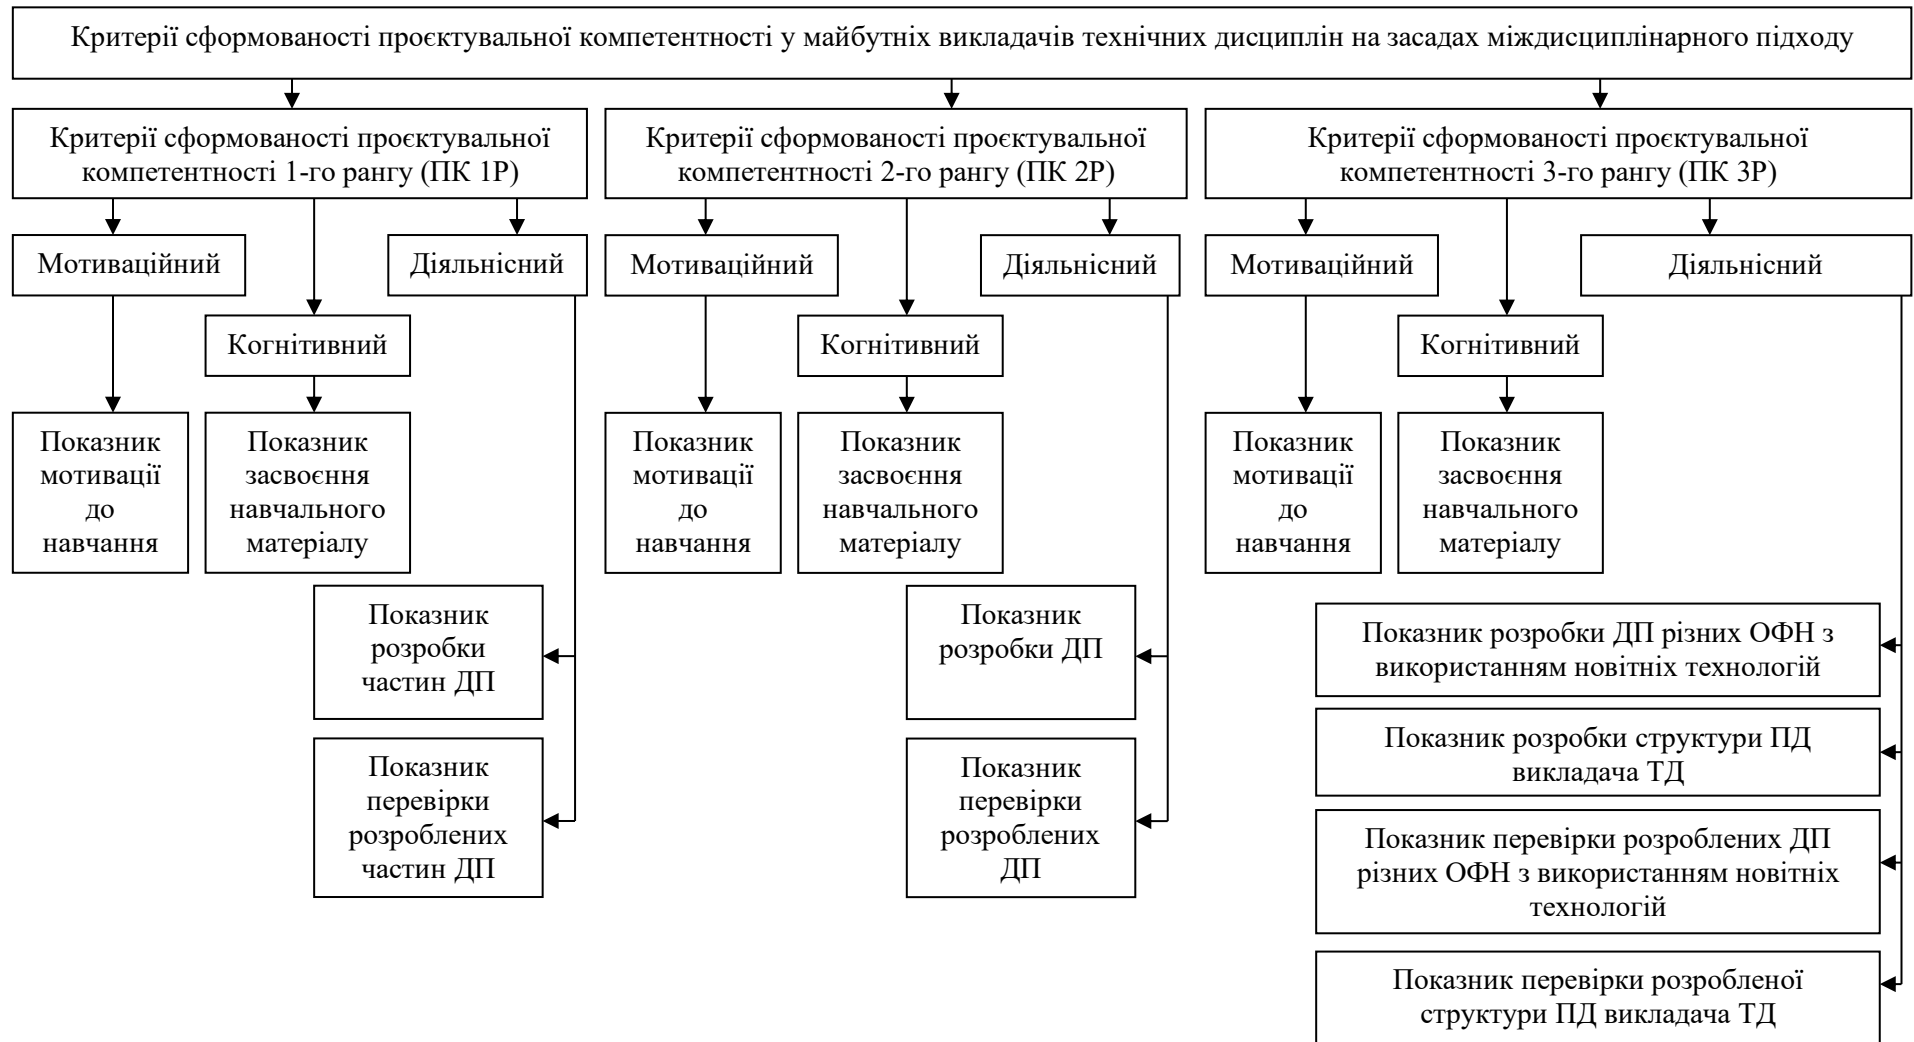 Критерії сформованості проєктувальної компетентності у майбутніх викладачів технічних дисциплін на засадах міждисциплінарного підходу
Критерії сформованості проєктувальної
компетентності 1-го рангу (ПК 1Р)
Критерії сформованості проєктувальної
компетентності 2-го рангу (ПК 2Р)
Критерії сформованості проєктувальної
компетентності 3-го рангу (ПК 3Р)
Мотиваційний
Діяльнісний
Мотиваційний
Діяльнісний
Мотиваційний
Діяльнісний
Когнітивний
Когнітивний
Когнітивний
Показник
мотивації
до
навчання
Показник
засвоєння
навчального
матеріалу
Показник
мотивації
до
навчання
Показник
засвоєння
навчального
матеріалу
Показник
мотивації
до
навчання
Показник
засвоєння
навчального
матеріалу
Показник
розробки
частин ДП
Показник
розробки ДП
Показник розробки ДП різних ОФН з
використанням новітніх технологій
Показник розробки структури ПД
викладача ТД
Показник
перевірки
розроблених
частин ДП
Показник
перевірки
розроблених
ДП
Показник перевірки розроблених ДП
різних ОФН з використанням новітніх
технологій
Показник перевірки розробленої
структури ПД викладача ТД